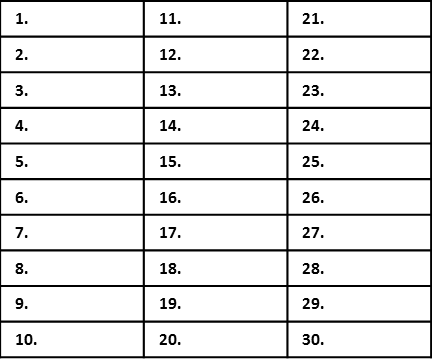 1. 11. 21.
2. 12. 22.
3. 13. 23.
4. 14. 24.
5. 15. 25.
6. 16. 26.
7. 17. 27.
8. 18. 28.
9. 19. 29.
10. 20. 30.